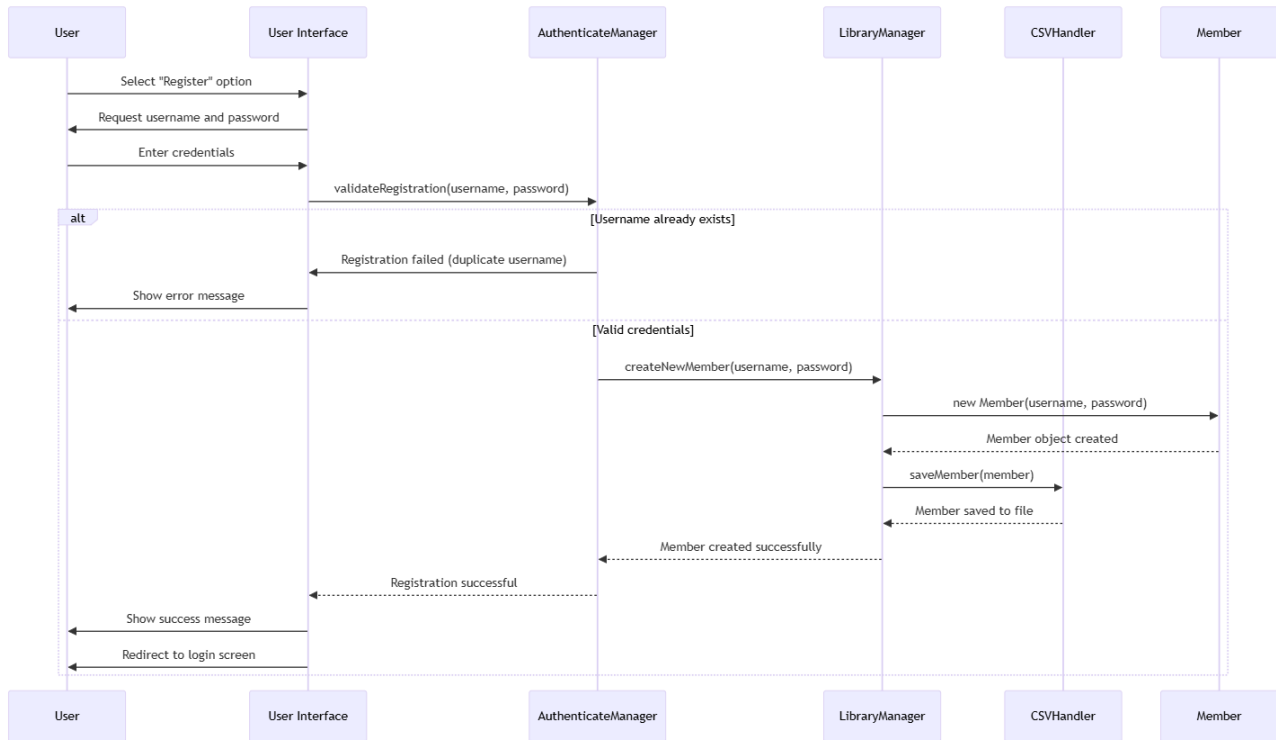 User
User Interface
AuthenticateManager
LibraryManager
CSVHandler
Member
Select "Register" option
Request username and password
Enter credentials
validateRegistration(username, password)
alt
[Username already exists]
Registration failed (duplicate username)
Show error message
[Valid credentials]
createNewMember(username, password)
new Member(username, password)
Member object created
saveMember(member)
Member saved to file
Member created successfully
Registration successful
Show success message
Redirect to login screen
User
User Interface
AuthenticateManager
LibraryManager
CSVHandler
Member